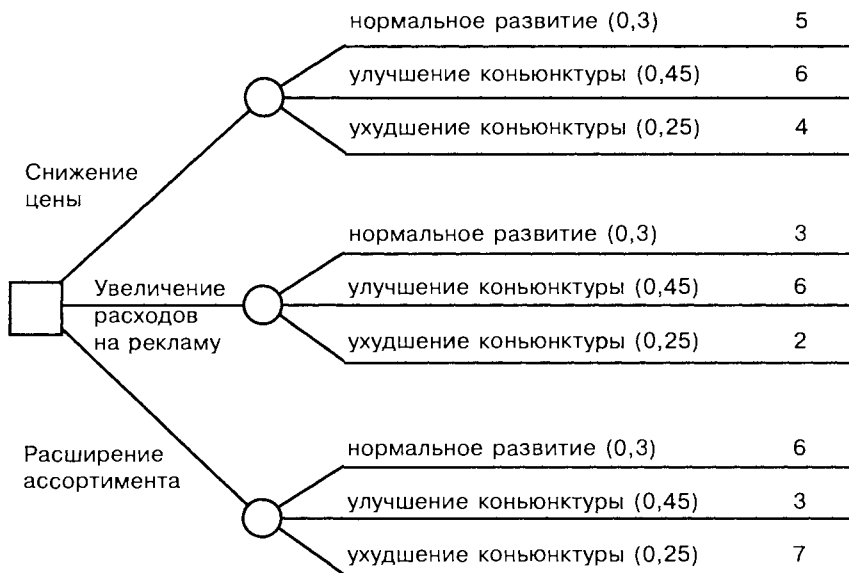 нормальное развитие (0,3) 5
улучшение коньюнктуры (0,45) 6
ухудшение коньюнктуры (0,25) 4
Снижение
цены
нормальное развитие (0,3) 3
улучшение коньюнктуры (0,45) 6
ухудшение коньюнктуры (0,25) 2
Увеличение
расходов
на рекламу
Расширение
ассортимента
нормальное развитие (0,3) 6
улучшение коньюнктуры (0,45) 3
ухудшение коньюнктуры (0,25) 7